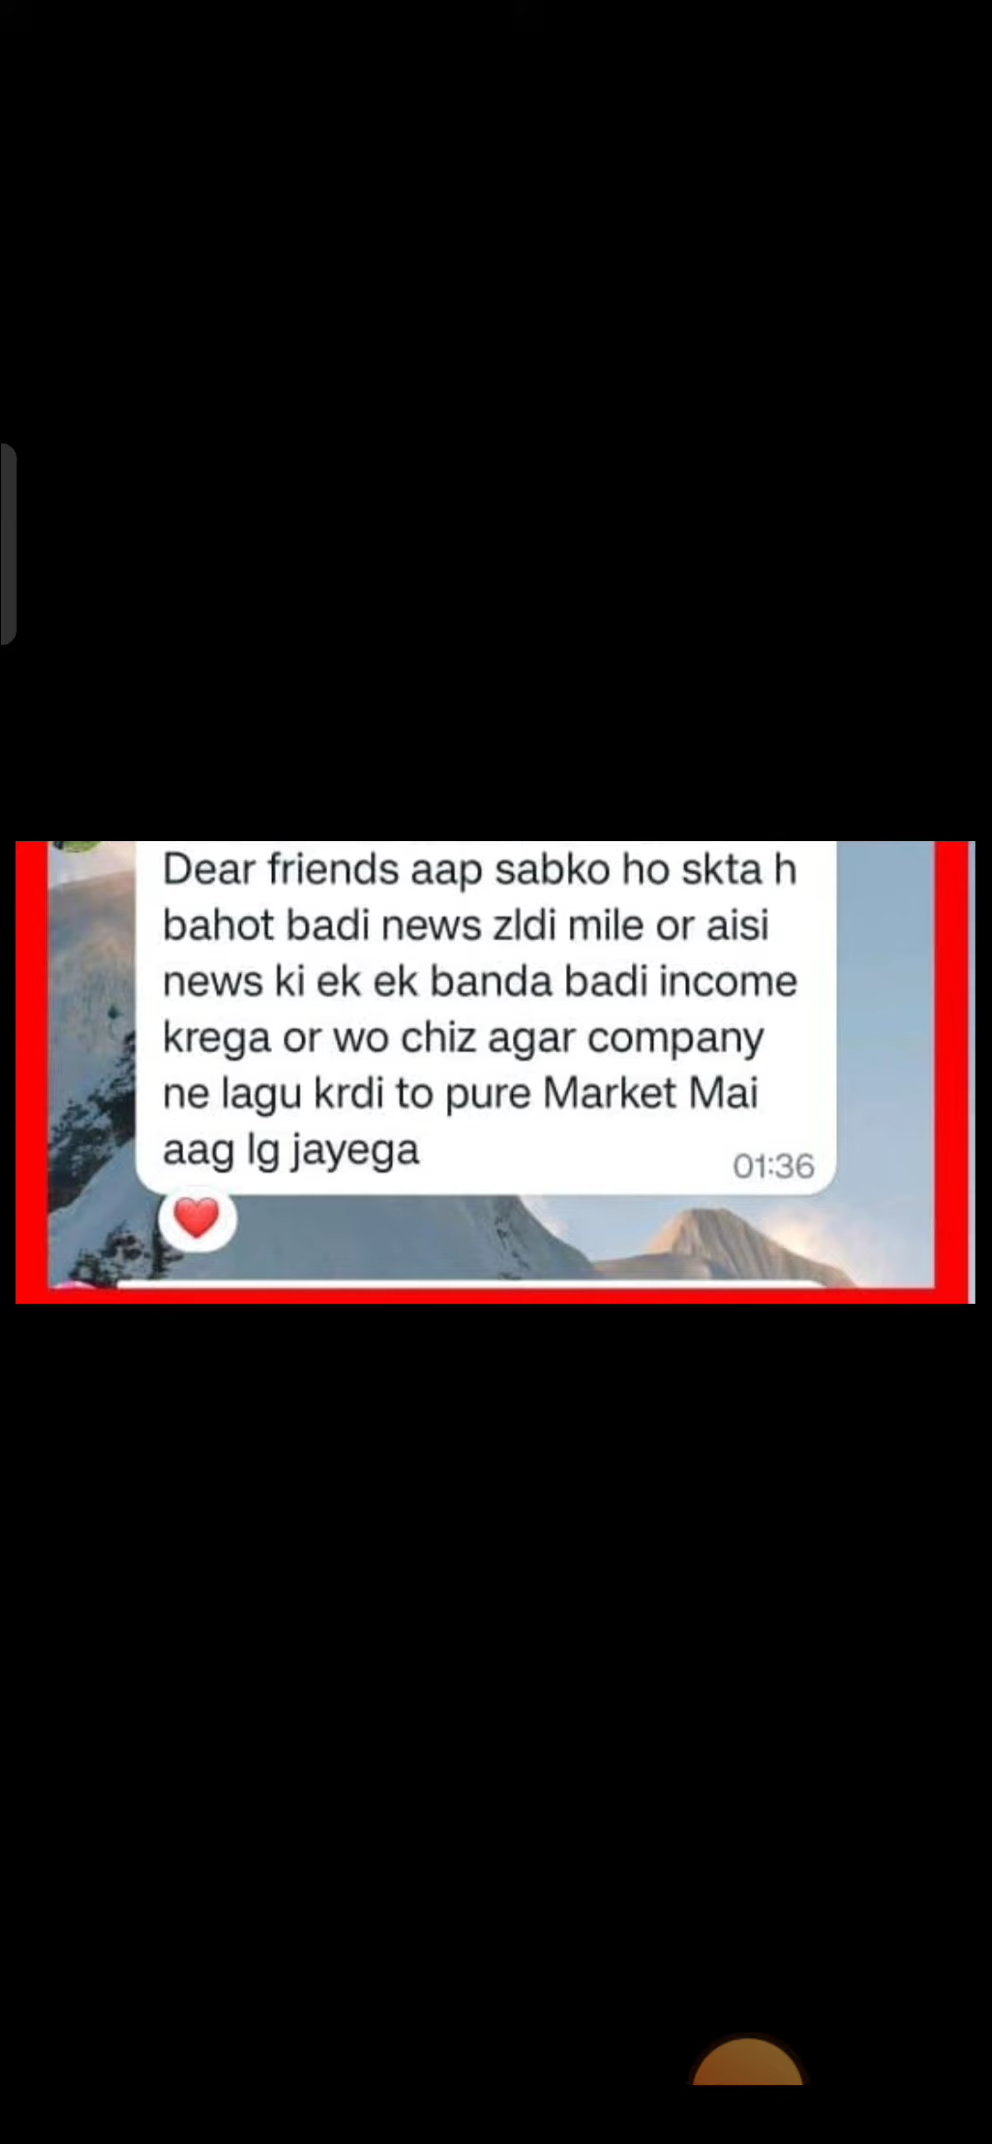 Dear friends aap sabko ho skta h
bahot badi news zldi mile or aisi
news ki ek ek banda badi income
krega or wo chiz agar company
ne lagu krdi to pure Market Mai
aag lg jayega
01:36